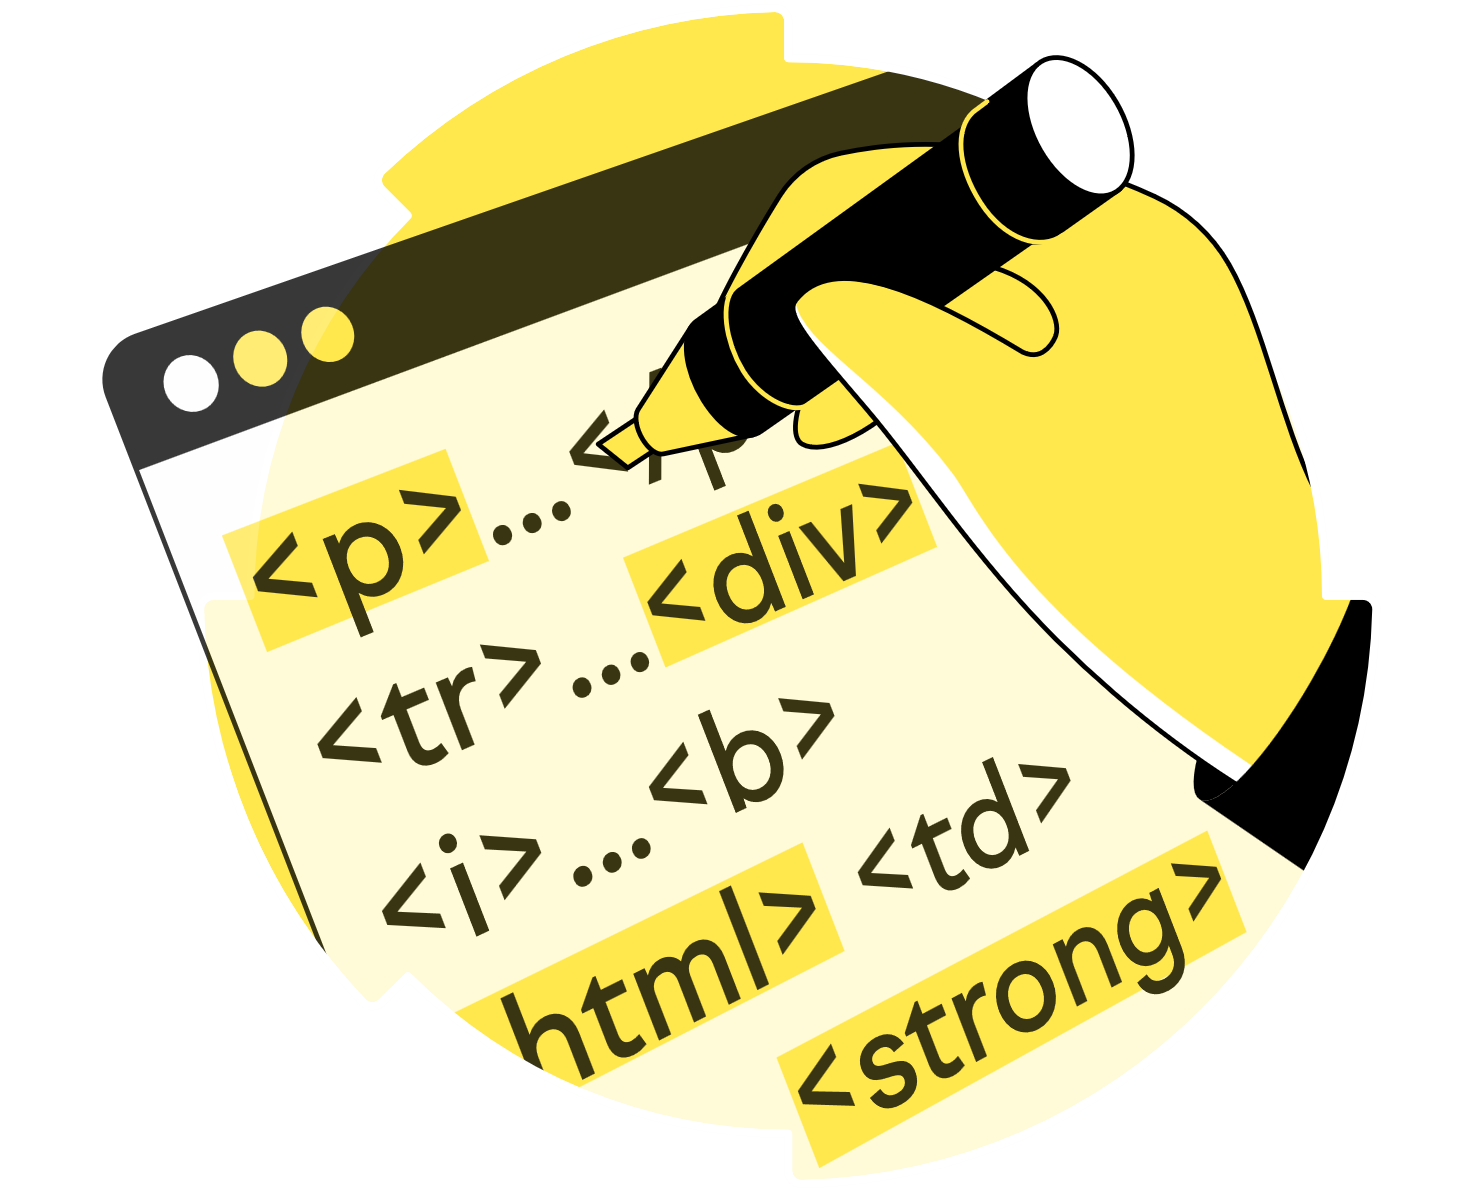 <p>... </p
<tr>... <div>
<i>... <b>
html> <td>
<strong>